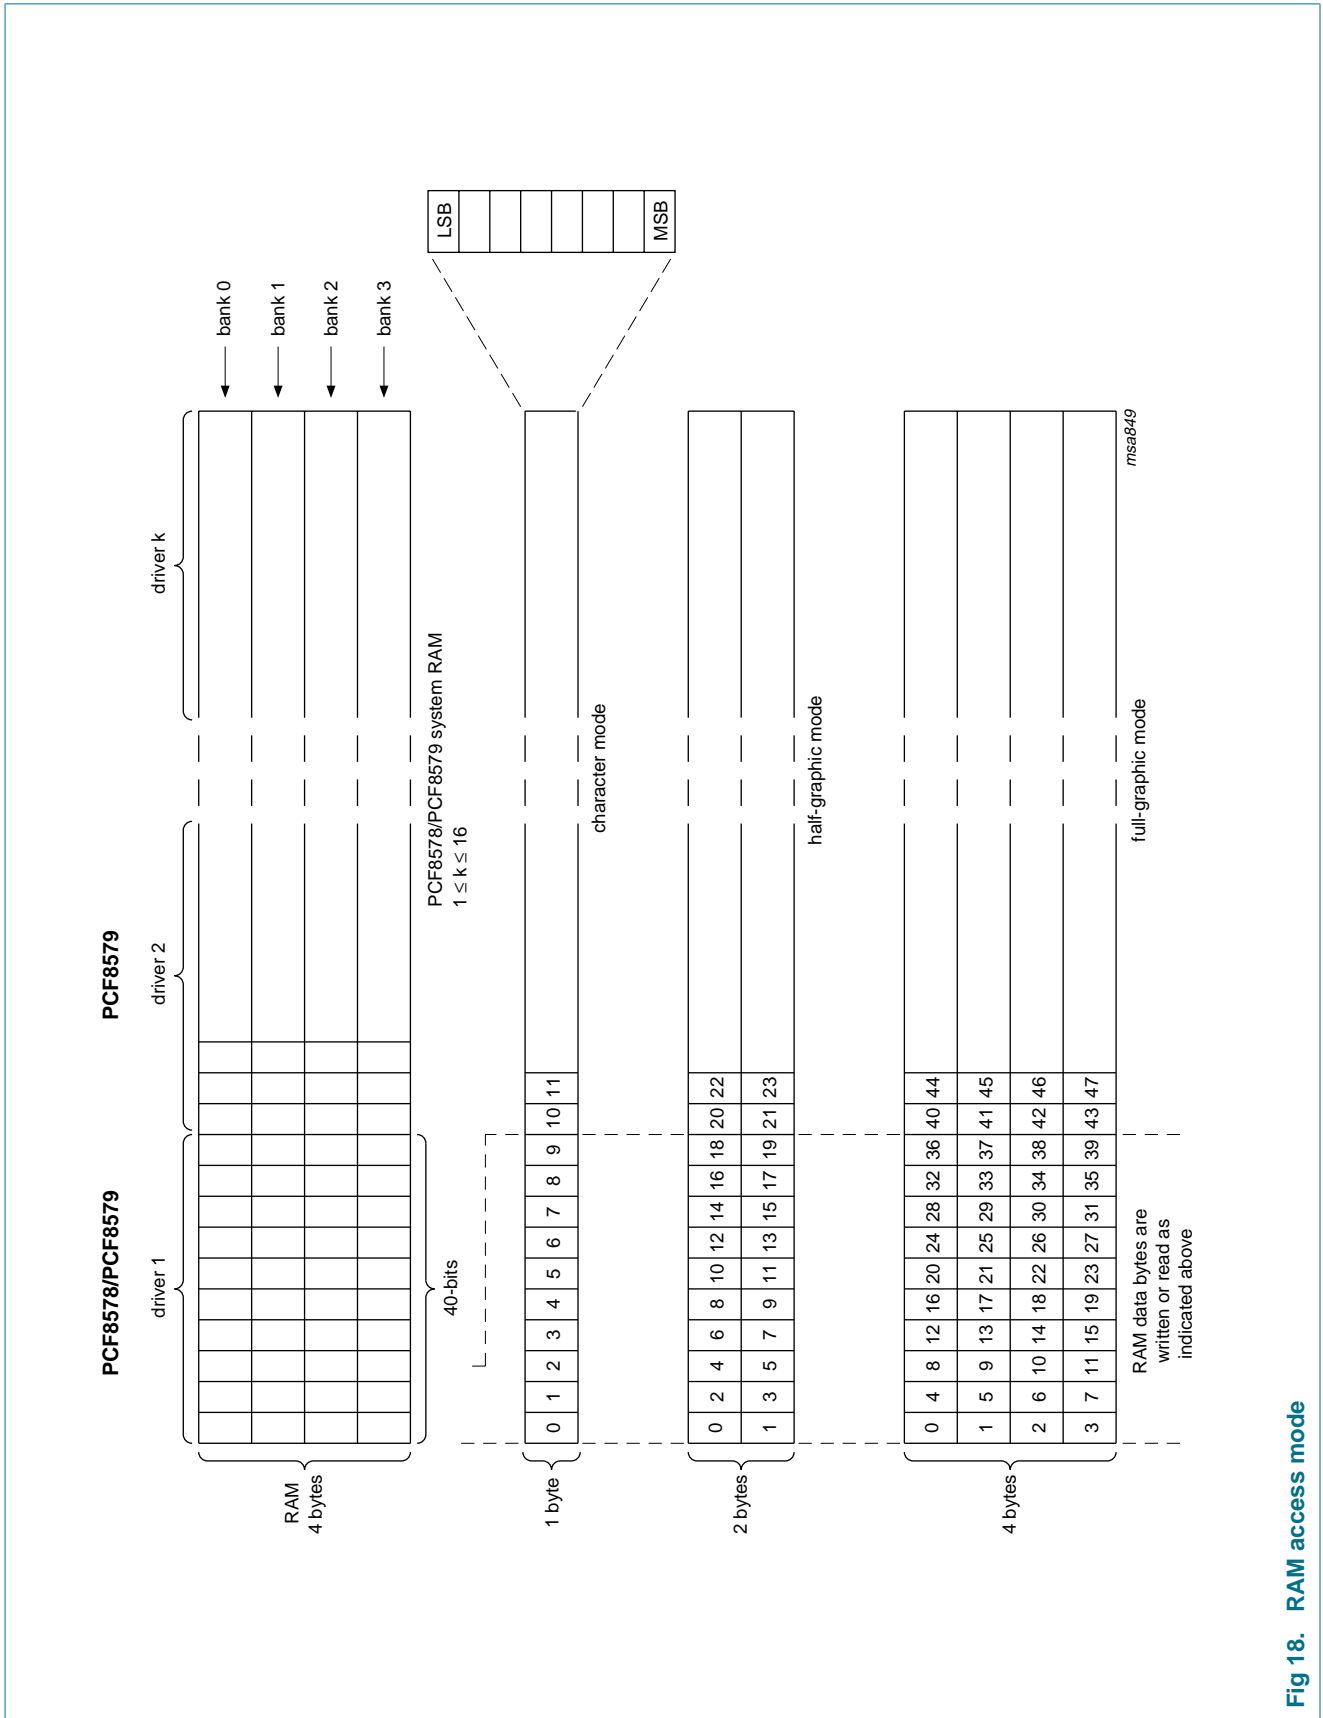 PCF8578/PCF8579 PCF8579
driver 1 driver 2 driver k
RAM
4 bytes
bank 0
bank 1
bank 2
bank 3
40-bits
PCF8578/PCF8579 system RAM
1 ≤ k ≤ 16
LSB
MSB
1 byte
0 1 2 3 4 5 6 7 8 9 10 11
character mode
2 bytes
0 2 4 6 8 10 12 14 16 18 20 22
1 3 5 7 9 11 13 15 17 19 21 23
half-graphic mode
4 bytes
0 4 8 12 16 20 24 28 32 36 40 44
1 5 9 13 17 21 25 29 33 37 41 45
2 6 10 14 18 22 26 30 34 38 42 46
3 7 11 15 19 23 27 31 35 39 43 47
full-graphic mode
msa849
RAM data bytes are
written or read as
indicated above
Fig 18. RAM access mode